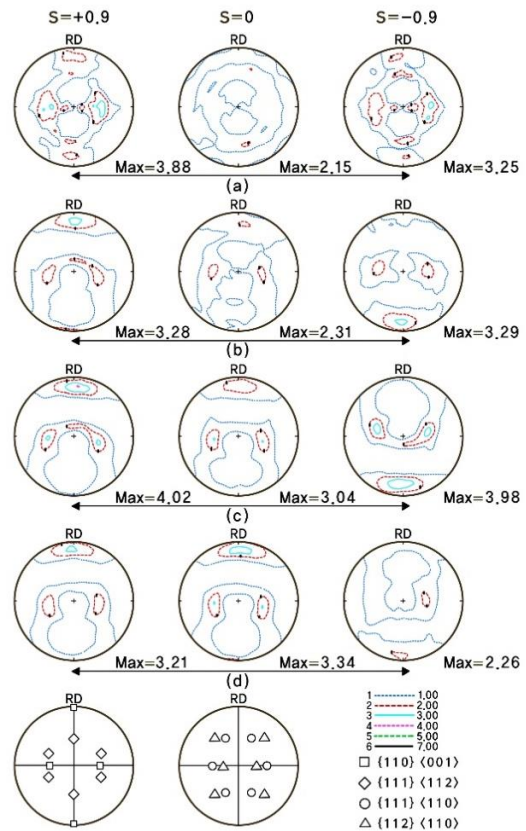 S=+0.9 S=0 S=−0.9
RD RD RD
Max=3.88 Max=2.15 Max=3.25
(a)
RD RD RD
Max=3.28 Max=2.31 Max=3.29
(b)
RD RD RD
Max=4.02 Max=3.04 Max=3.98
(c)
RD RD RD
Max=3.21 Max=3.34 Max=2.26
(d)
RD RD
1 1,00
2 2,00
3 3,00
4 4,00
5 5,00
6 7,00
{110} ⟨001⟩
{111} ⟨112⟩
{111} ⟨110⟩
{112} ⟨110⟩